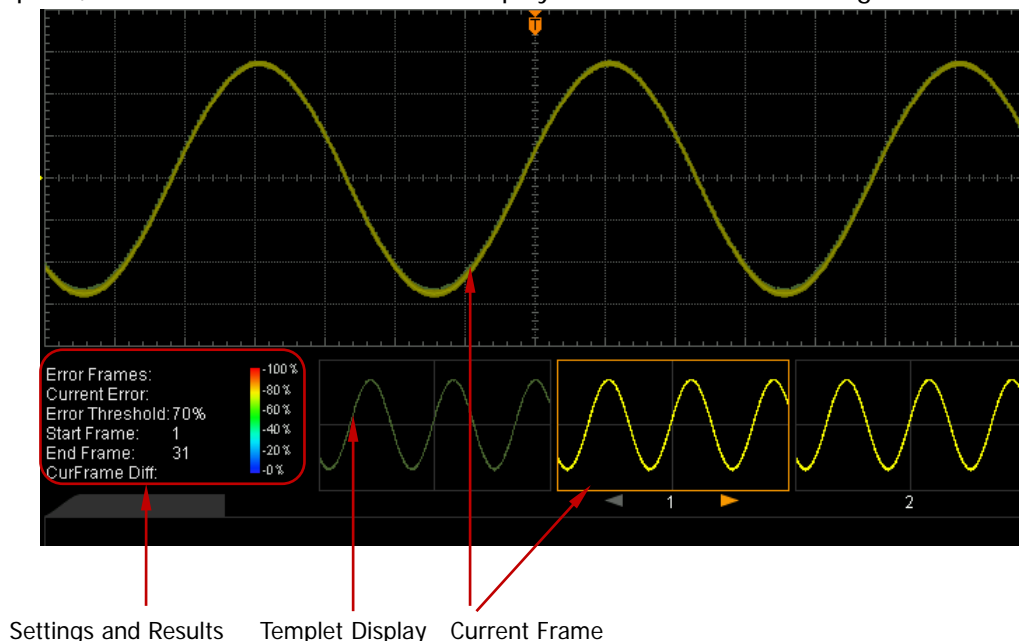 T
Error Frames:
Current Error:
Error Threshold: 70%
Start Frame: 1
End Frame: 31
CurFrame Diff:
-100%
-80%
-60%
-40%
-20%
-0%
1
2
Settings and Results Templet Display Current Frame